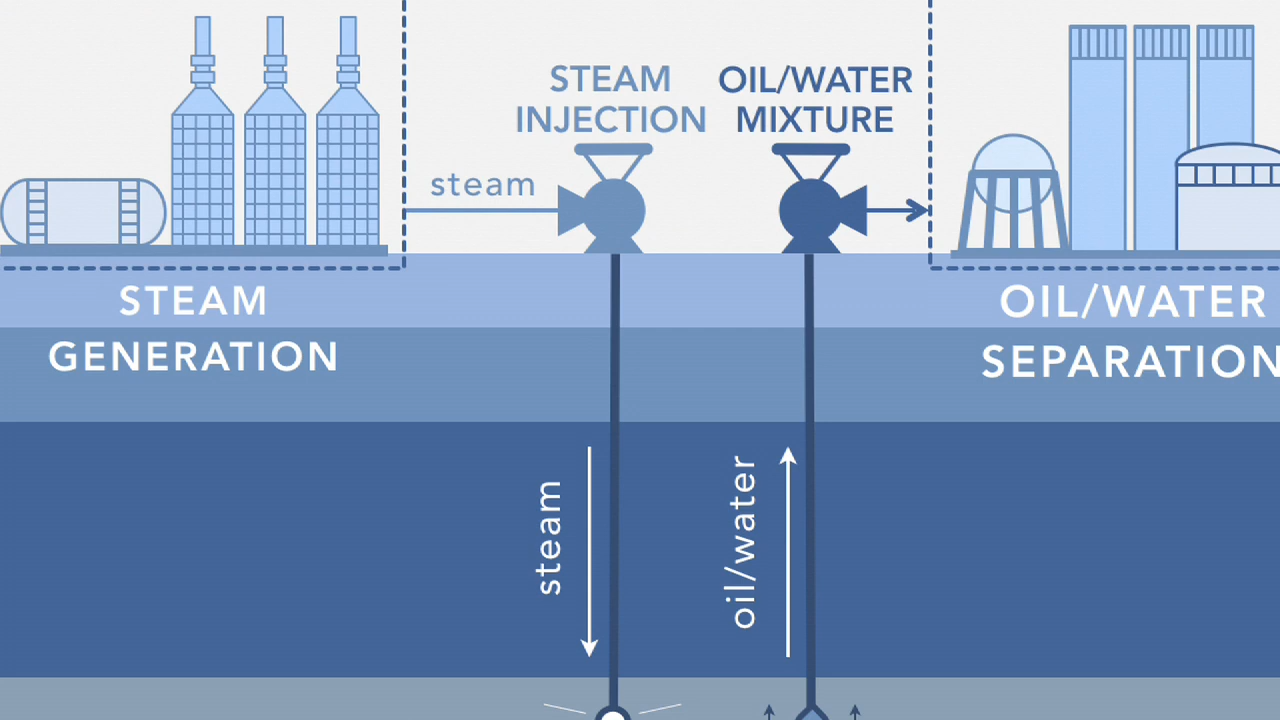 STEAM
INJECTION
OIL/WATER
MIXTURE
steam
STEAM
GENERATION
OIL/WATER
SEPARATION
steam
oil/water